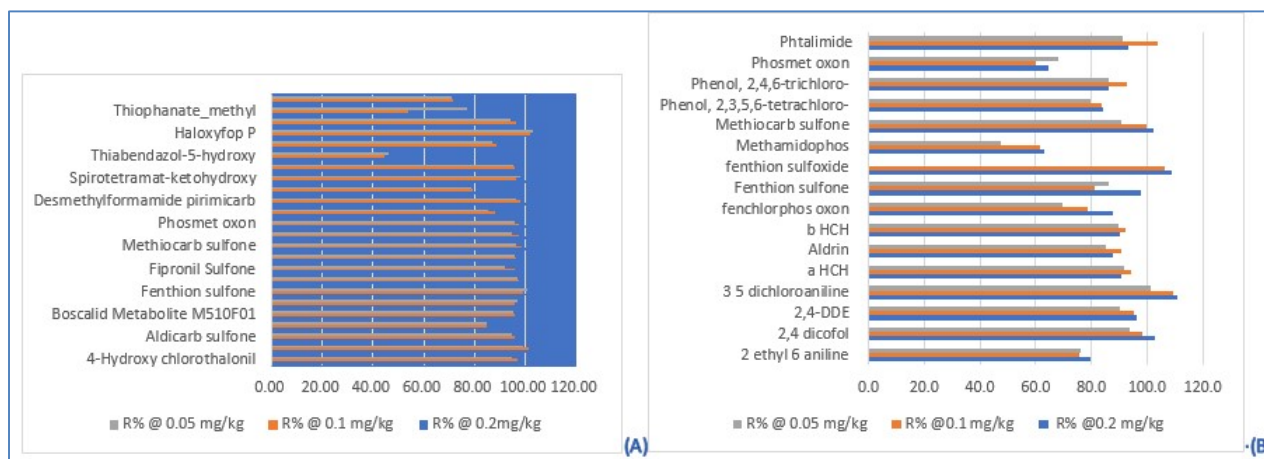 Thiophanate_methyl
Haloxyfop P
Thiabendazol-5-hydroxy
Spirotetramat-ketohydroxy
Desmethylformamide pirimicarb
Phosmet oxon
Methiocarb sulfone
Fipronil Sulfone
Fenthion sulfone
Boscalid Metabolite M510F01
Aldicarb sulfone
4-Hydroxy chlorothalonil
0.00 20.00 40.00 60.00 80.00 100.00 120.00
R% @ 0.05 mg/kg R% @ 0.1 mg/kg R% @ 0.2mg/kg
(A)
Phtalimide
Phosmet oxon
Phenol, 2,4,6-trichloro-
Phenol, 2,3,5,6-tetrachloro-
Methiocarb sulfone
Methamidophos
fenthion sulfoxide
Fenthion sulfone
fenchlorphos oxon
b HCH
Aldrin
a HCH
3 5 dichloroaniline
2,4-DDE
2,4 dicofol
2 ethyl 6 aniline
0.0 20.0 40.0 60.0 80.0 100.0 120.0
R% @ 0.05 mg/kg R% @0.1 mg/kg R% @0.2 mg/kg
(B